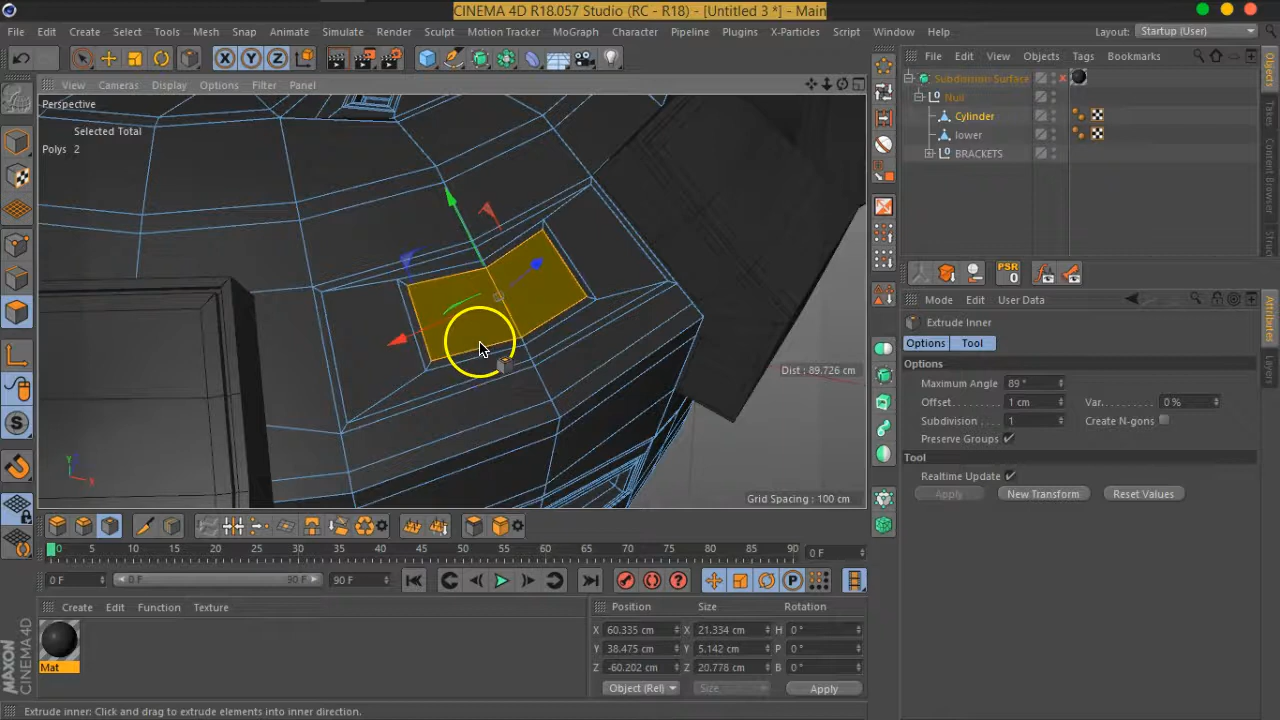 CINEMA 4D R18.057 Studio (RC - R18) - [Untitled 3 *] - Main
File Edit Create Select Tools Mesh Snap Animate Simulate Render Sculpt Motion Tracker MoGraph Character Pipeline Plugins X-Particles Script Window Help Layout: Startup (User)
X Y Z
File Edit View Objects Tags Bookmarks
View Cameras Display Options Filter Panel
Perspective
Selected Total
Polys 2
Subdivision Surface
Null
Cylinder
lower
BRACKETS
Objects
Takes
Content Browser
Struc
PSR
0
Mode Edit User Data
Extrude Inner
Options Tool
Options
Maximum Angle 89 °
Offset 1 cm Var. 0 %
Subdivision 1 Create N-gons
Preserve Groups
Tool
Realtime Update
Apply New Transform Reset Values
Attributes
Layers
Dist : 89.726 cm
Y
X
Grid Spacing : 100 cm
0 5 10 15 20 25 30 35 40 45 50 55 60 65 70 75 80 85 90 0 F
0 F 0 F 90 F 90 F
P
Create Edit Function Texture
Mat
Position Size Rotation
X 60.335 cm X 21.334 cm H 0 °
Y 38.475 cm Y 5.142 cm P 0 °
Z -60.202 cm Z 20.778 cm B 0 °
Object (Rel) Size Apply
MAXON
CINEMA 4D
Extrude inner: Click and drag to extrude elements into inner direction.